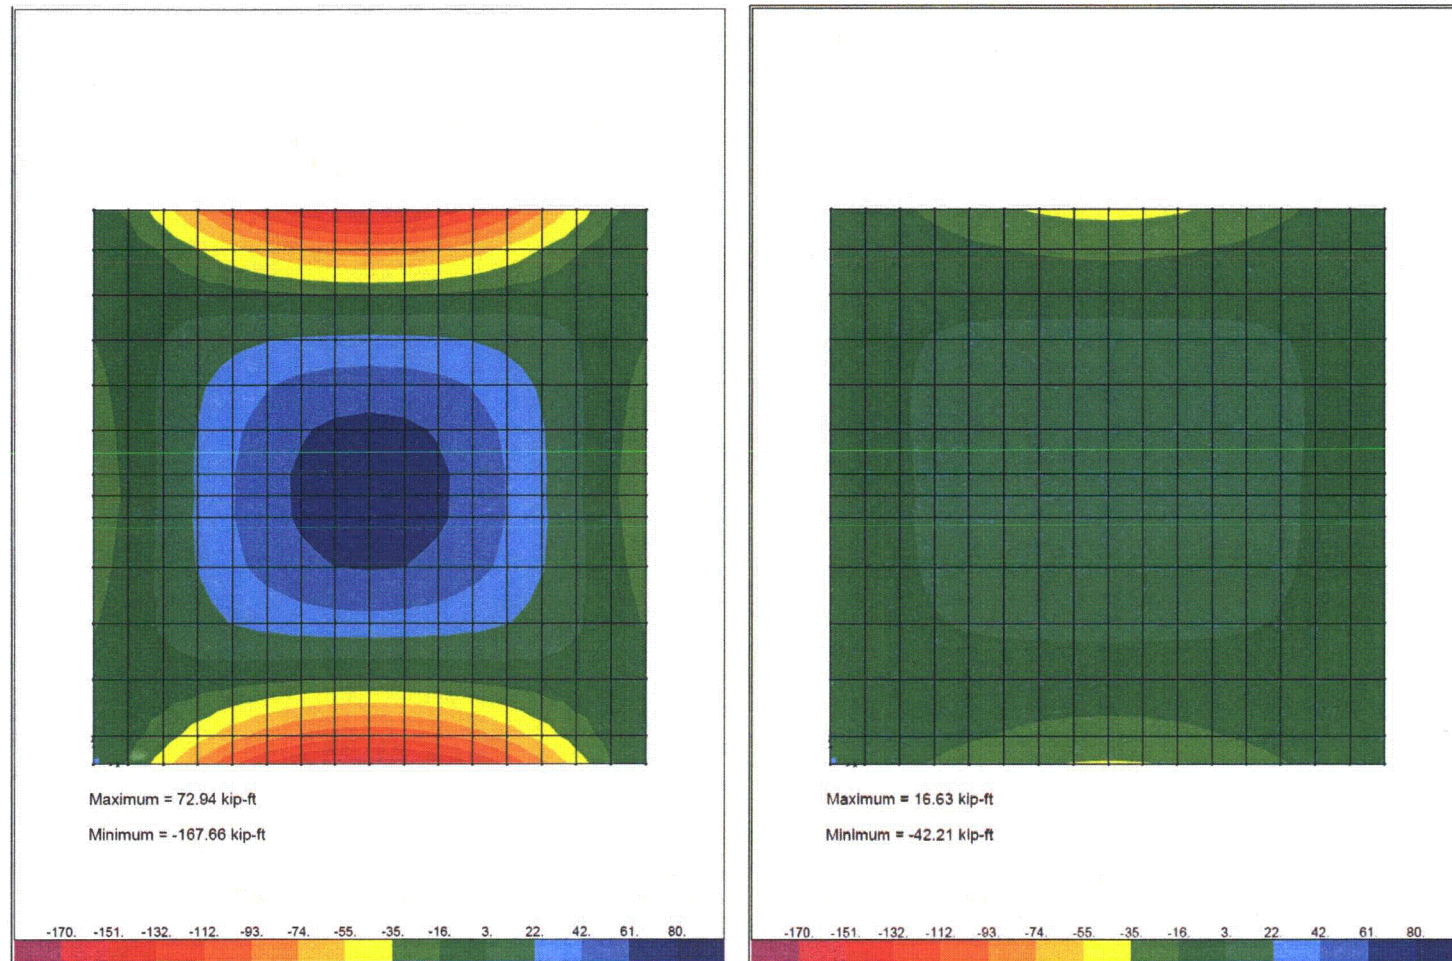 Maximum = 72.94 kip-ft
Minimum = -167.66 kip-ft
-170. -151. -132. -112. -93. -74. -55. -35. -16. 3. 22. 42. 61. 80.
Maximum = 16.63 kip-ft
Minimum = -42.21 kip-ft
-170. -151. -132. -112. -93. -74. -55. -35. -16. 3. 22. 42. 61. 80.